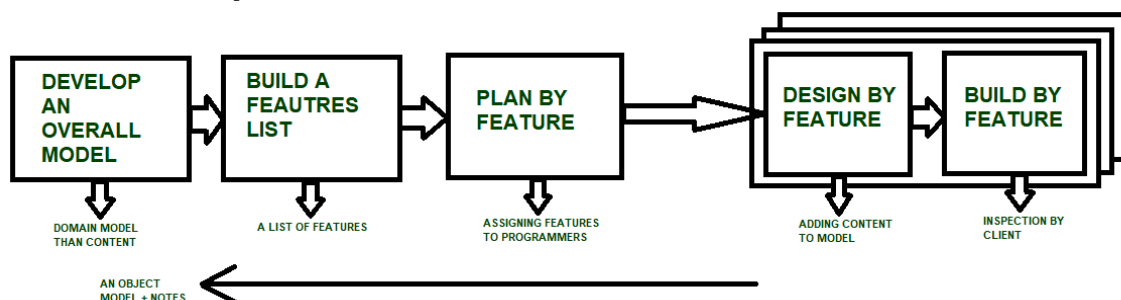 DEVELOP
AN
OVERALL
MODEL
BUILD A
FEAUTRES
LIST
PLAN BY
FEATURE
DESIGN BY
FEATURE
BUILD BY
FEATURE
DOMAIN MODEL
THAN CONTENT
A LIST OF FEATURES
ASSIGNING FEATURES
TO PROGRAMMERS
ADDING CONTENT
TO MODEL
INSPECTION BY
CLIENT
AN OBJECT
MODEL + NOTES